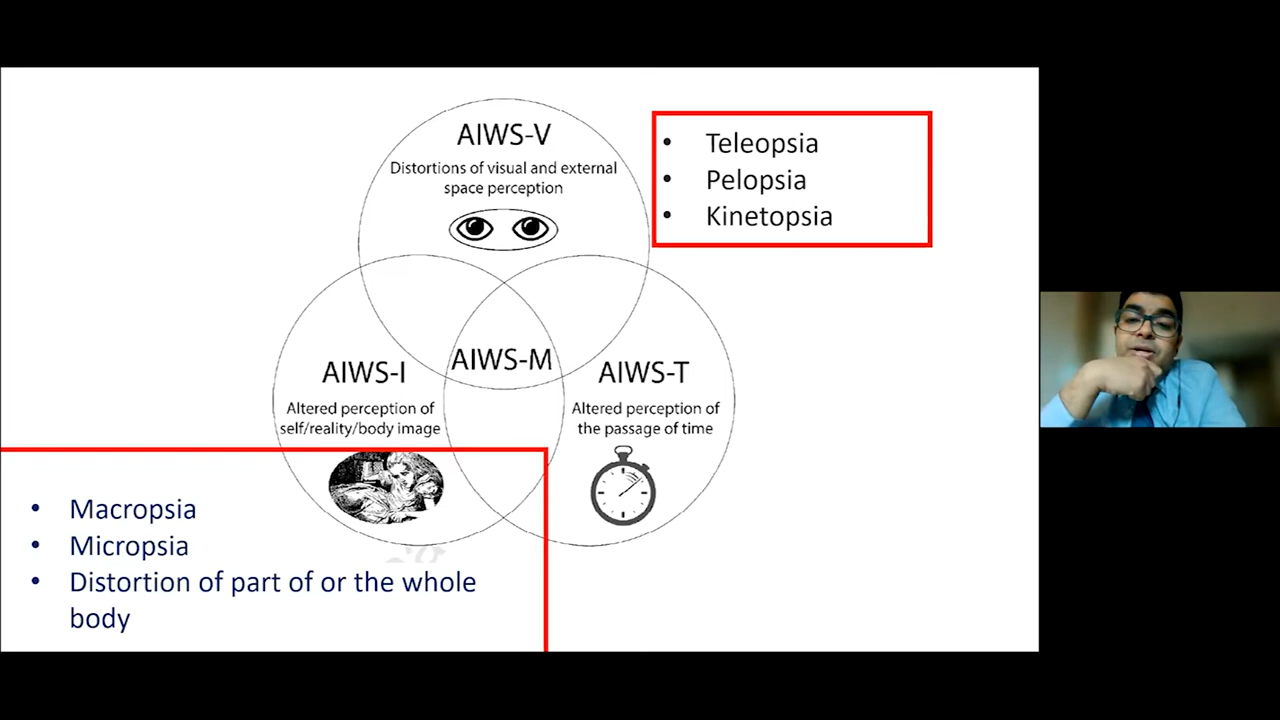 AIWS-V
Distortions of visual and external
space perception
• Teleopsia
• Pelopsia
• Kinetopsia
AIWS-I
Altered perception of
self/reality/body image
AIWS-M
AIWS-T
Altered perception of
the passage of time
• Macropsia
• Micropsia
• Distortion of part of or the whole
body